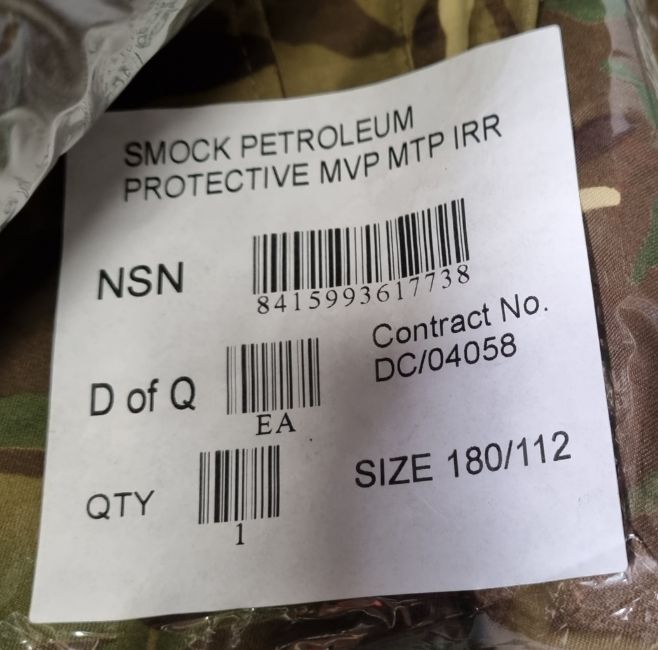 SMOCK PETROLEUM
PROTECTIVE MVP MTP IRR
NSN
8415993617738
Contract No.
DC/04058
D of Q
EA
SIZE 180/112
QTY
1